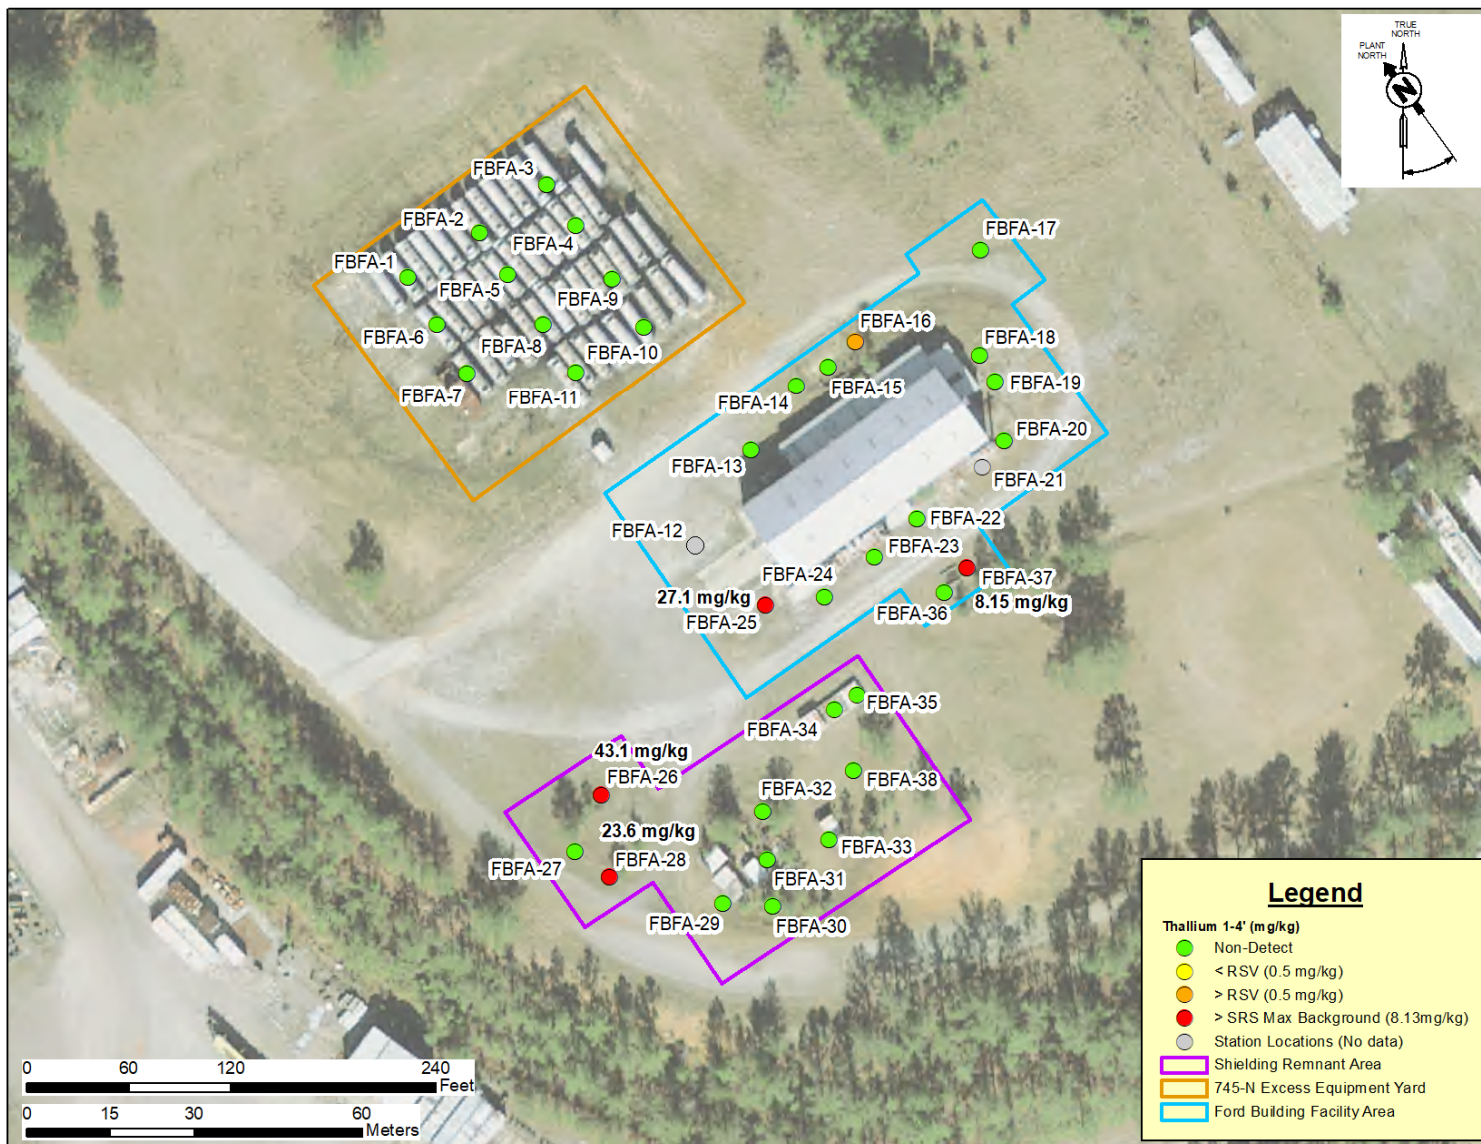 TRUE
NORTH
PLANT
NORTH
N
FBFA-3
FBFA-2
FBFA-4
FBFA-1
FBFA-5
FBFA-9
FBFA-6
FBFA-8
FBFA-10
FBFA-7
FBFA-11
FBFA-17
FBFA-16
FBFA-18
FBFA-15
FBFA-19
FBFA-14
FBFA-20
FBFA-13
FBFA-21
FBFA-22
FBFA-12
FBFA-23
FBFA-24
FBFA-37
27.1 mg/kg
8.15 mg/kg
FBFA-36
FBFA-25
FBFA-35
FBFA-34
43.1 mg/kg
FBFA-26
FBFA-38
FBFA-32
23.6 mg/kg
FBFA-33
FBFA-27
FBFA-28
FBFA-31
FBFA-29
FBFA-30
Legend
Thallium 1-4' (mg/kg)
Non-Detect
< RSV (0.5 mg/kg)
> RSV (0.5 mg/kg)
> SRS Max Background (8.13mg/kg)
Station Locations (No data)
Shielding Remnant Area
745-N Excess Equipment Yard
Ford Building Facility Area
0 60 120 240
Feet
0 15 30 60
Meters